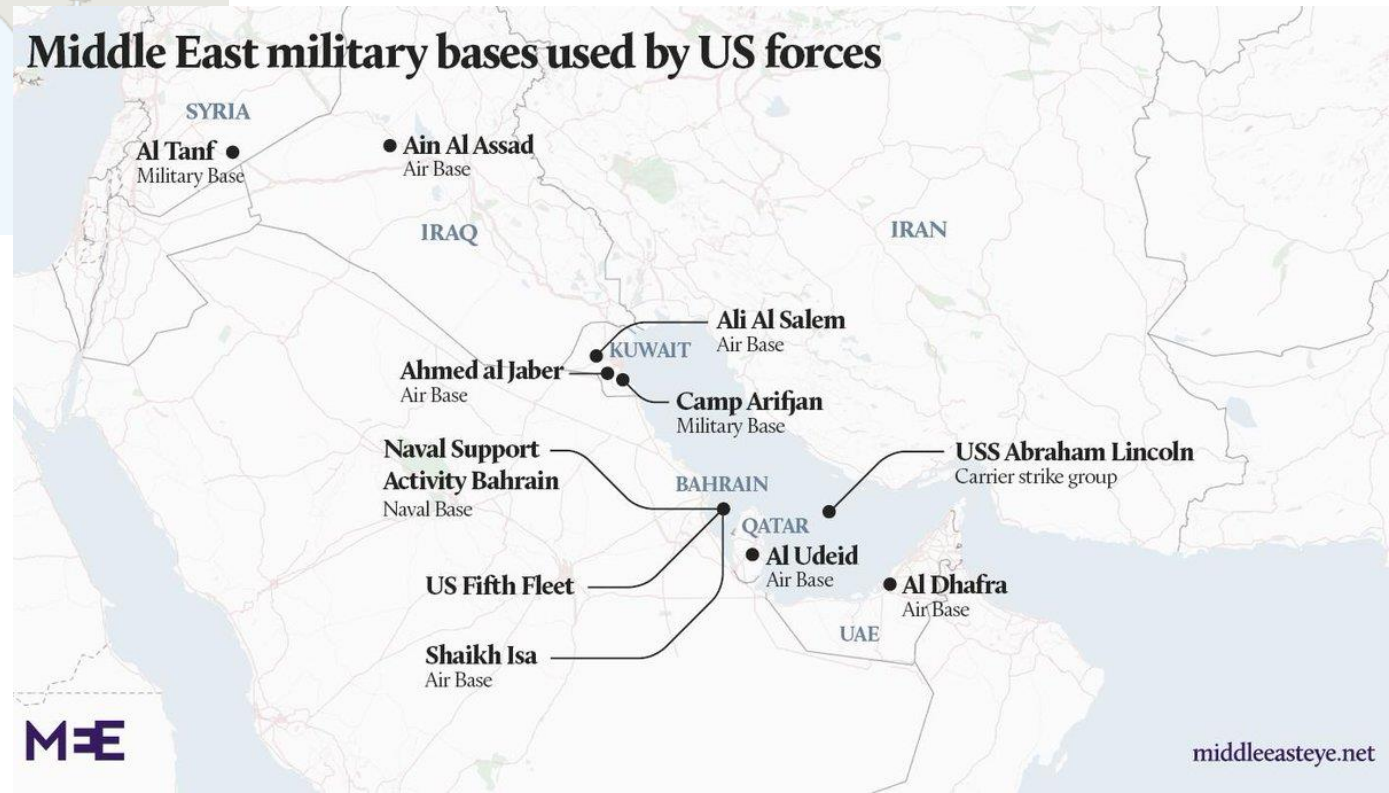 Middle East military bases used by US forces
SYRIA
Al Tanf
Military Base
Ain Al Assad
Air Base
IRAQ
IRAN
Ali Al Salem
Air Base
KUWAIT
Ahmed al Jaber
Air Base
Camp Arifjan
Military Base
Naval Support
Activity Bahrain
Naval Base
USS Abraham Lincoln
Carrier strike group
BAHRAIN
QATAR
Al Udeid
Air Base
US Fifth Fleet
Al Dhafra
Air Base
UAE
Shaikh Isa
Air Base
MEE
middleeasteye.net